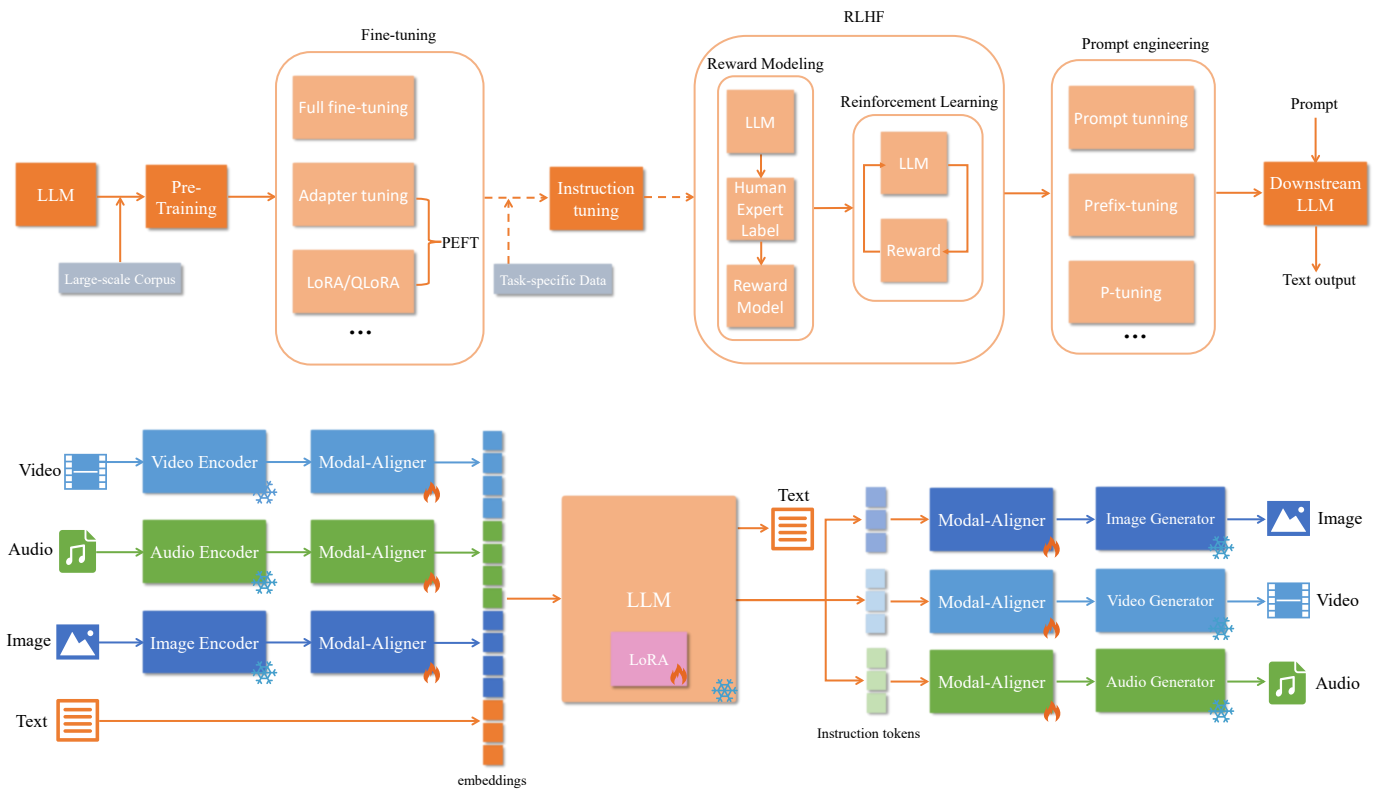 RLHF
Fine-tuning
Prompt engineering
Reward Modeling
Full fine-tuning
LLM
Reinforcement Learning
Prompt tunning
Prompt
LLM
Pre-
Training
Adapter tuning
Instruction
tuning
Human
Expert
Label
LLM
Prefix-tuning
Downstream
LLM
PEFT
Reward
Large-scale Corpus
LoRA/QLoRA
Task-specific Data
Reward
Model
P-tuning
Text output
...
...
Video
Video Encoder
Modal-Aligner
Audio
Audio Encoder
Modal-Aligner
Image
Image Encoder
Modal-Aligner
Text
embeddings
LLM
LoRA
Text
Instruction tokens
Modal-Aligner
Image Generator
Image
Modal-Aligner
Video Generator
Video
Modal-Aligner
Audio Generator
Audio